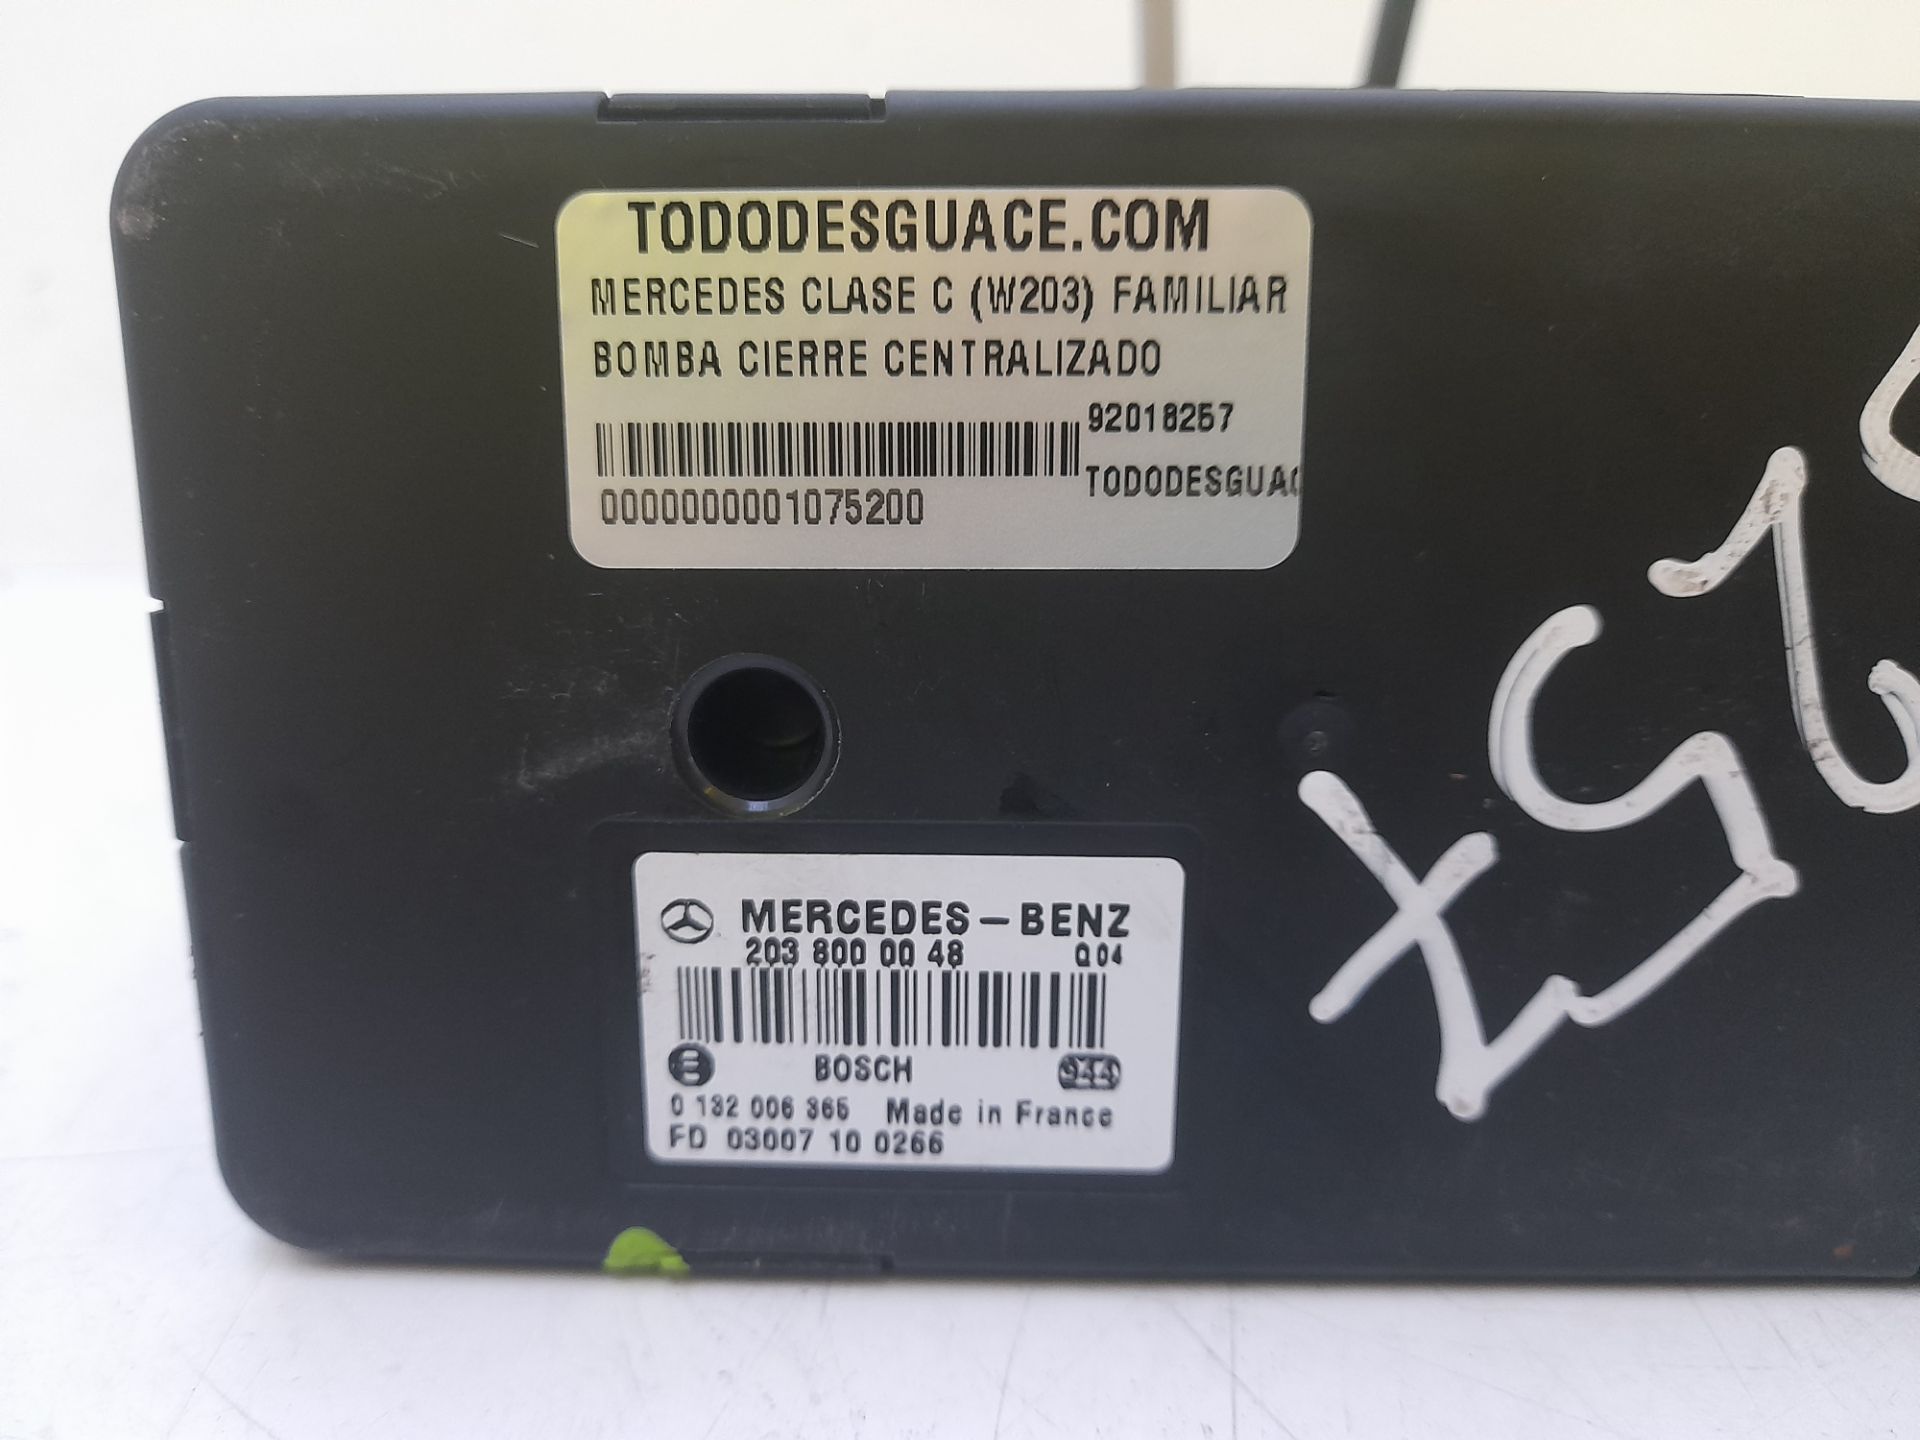 TODODESGUACE.COM
MERCEDES CLASE C (W203) FAMILIAR
BOMBA CIERRE CENTRALIZADO
92018257
TODODESGUAC
0000000001075200
MERCEDES-BENZ
203 800 00 48 Q04
BOSCH 944
0 132 006 365 Made in France
FD 03007 10 0266